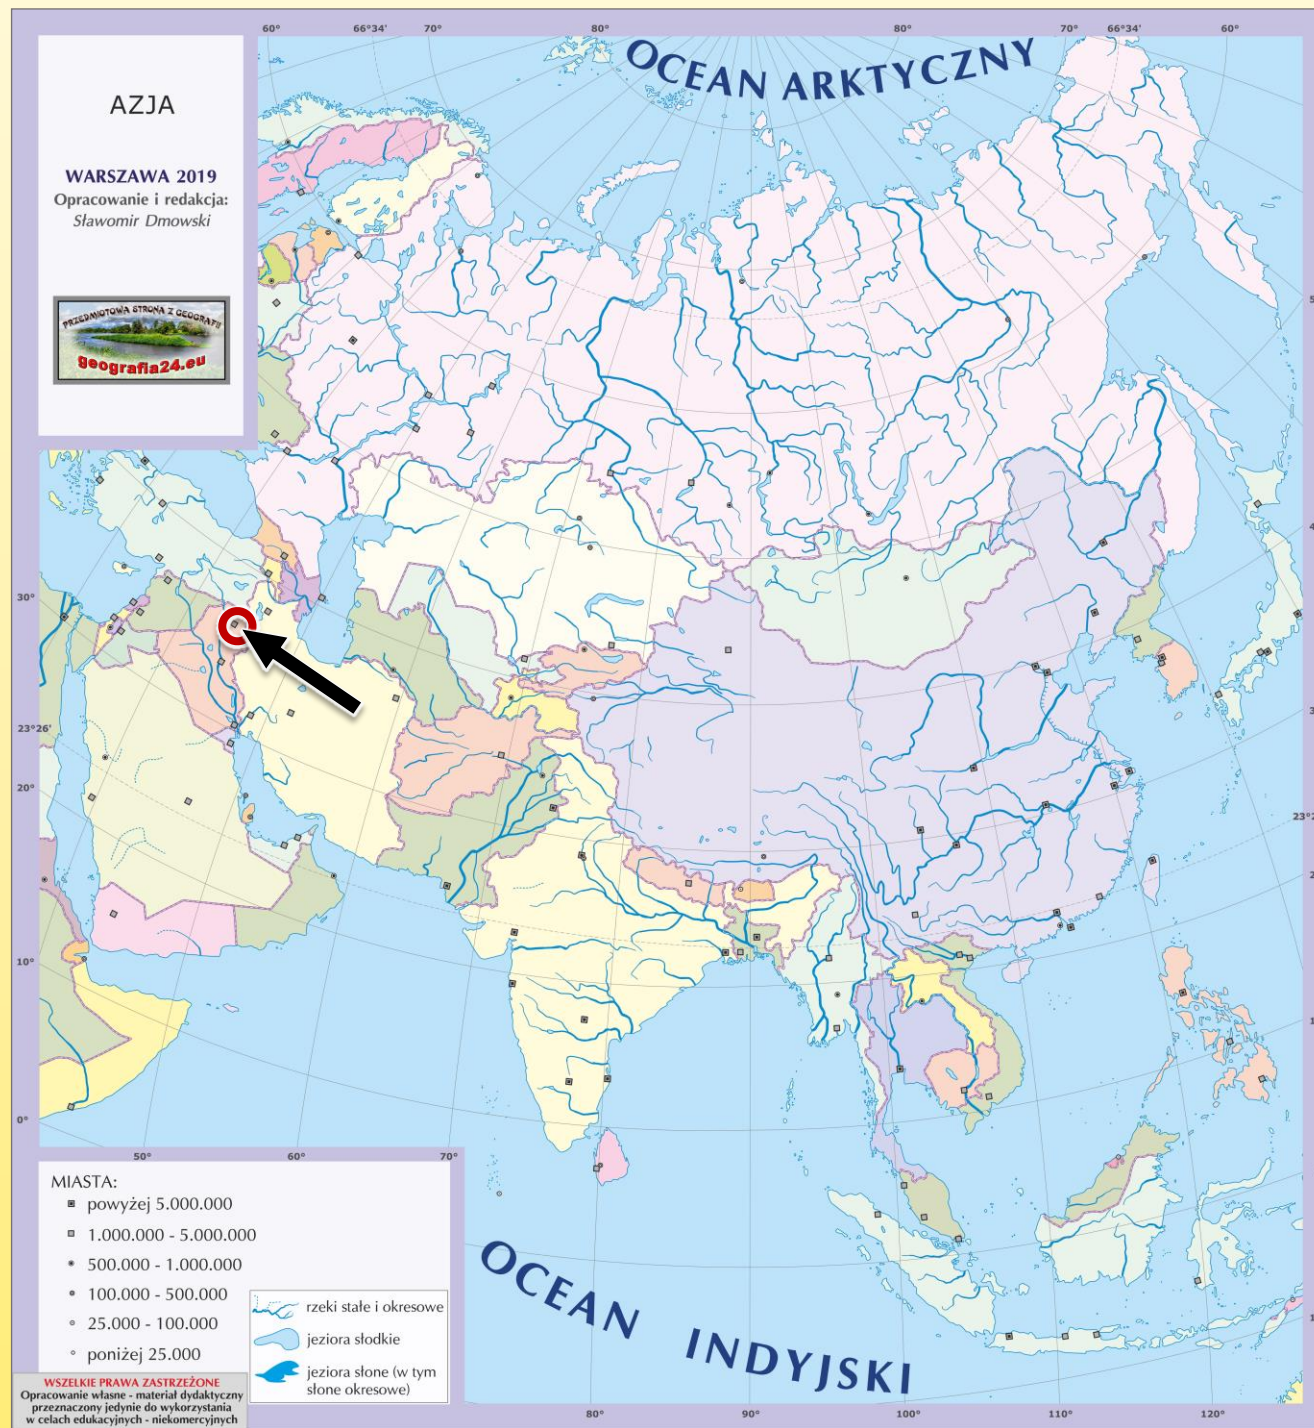 60°
66°34'
70°
80°
80°
70°
66°34'
60°
OCEAN ARKTYCZNY
AZJA
WARSZAWA 2019
Opracowanie i redakcja:
Sławomir Dmowski
PRZEDMIOTOWA STRONA Z GEOGRAFII
geografia24.eu
30°
23°26'
20°
10°
0°
50°
60°
70°
MIASTA:
powyżej 5.000.000
1.000.000 - 5.000.000
500.000 - 1.000.000
100.000 - 500.000
25.000 - 100.000
poniżej 25.000
rzeki stałe i okresowe
jeziora słodkie
jeziora słone (w tym
słone okresowe)
WSZELKIE PRAWA ZASTRZEŻONE
Opracowanie własne - materiał dydaktyczny
przeznaczony jedynie do wykorzystania
w celach edukacyjnych - niekomercyjnych
OCEAN INDYJSKI
80°
90°
100°
110°
120°